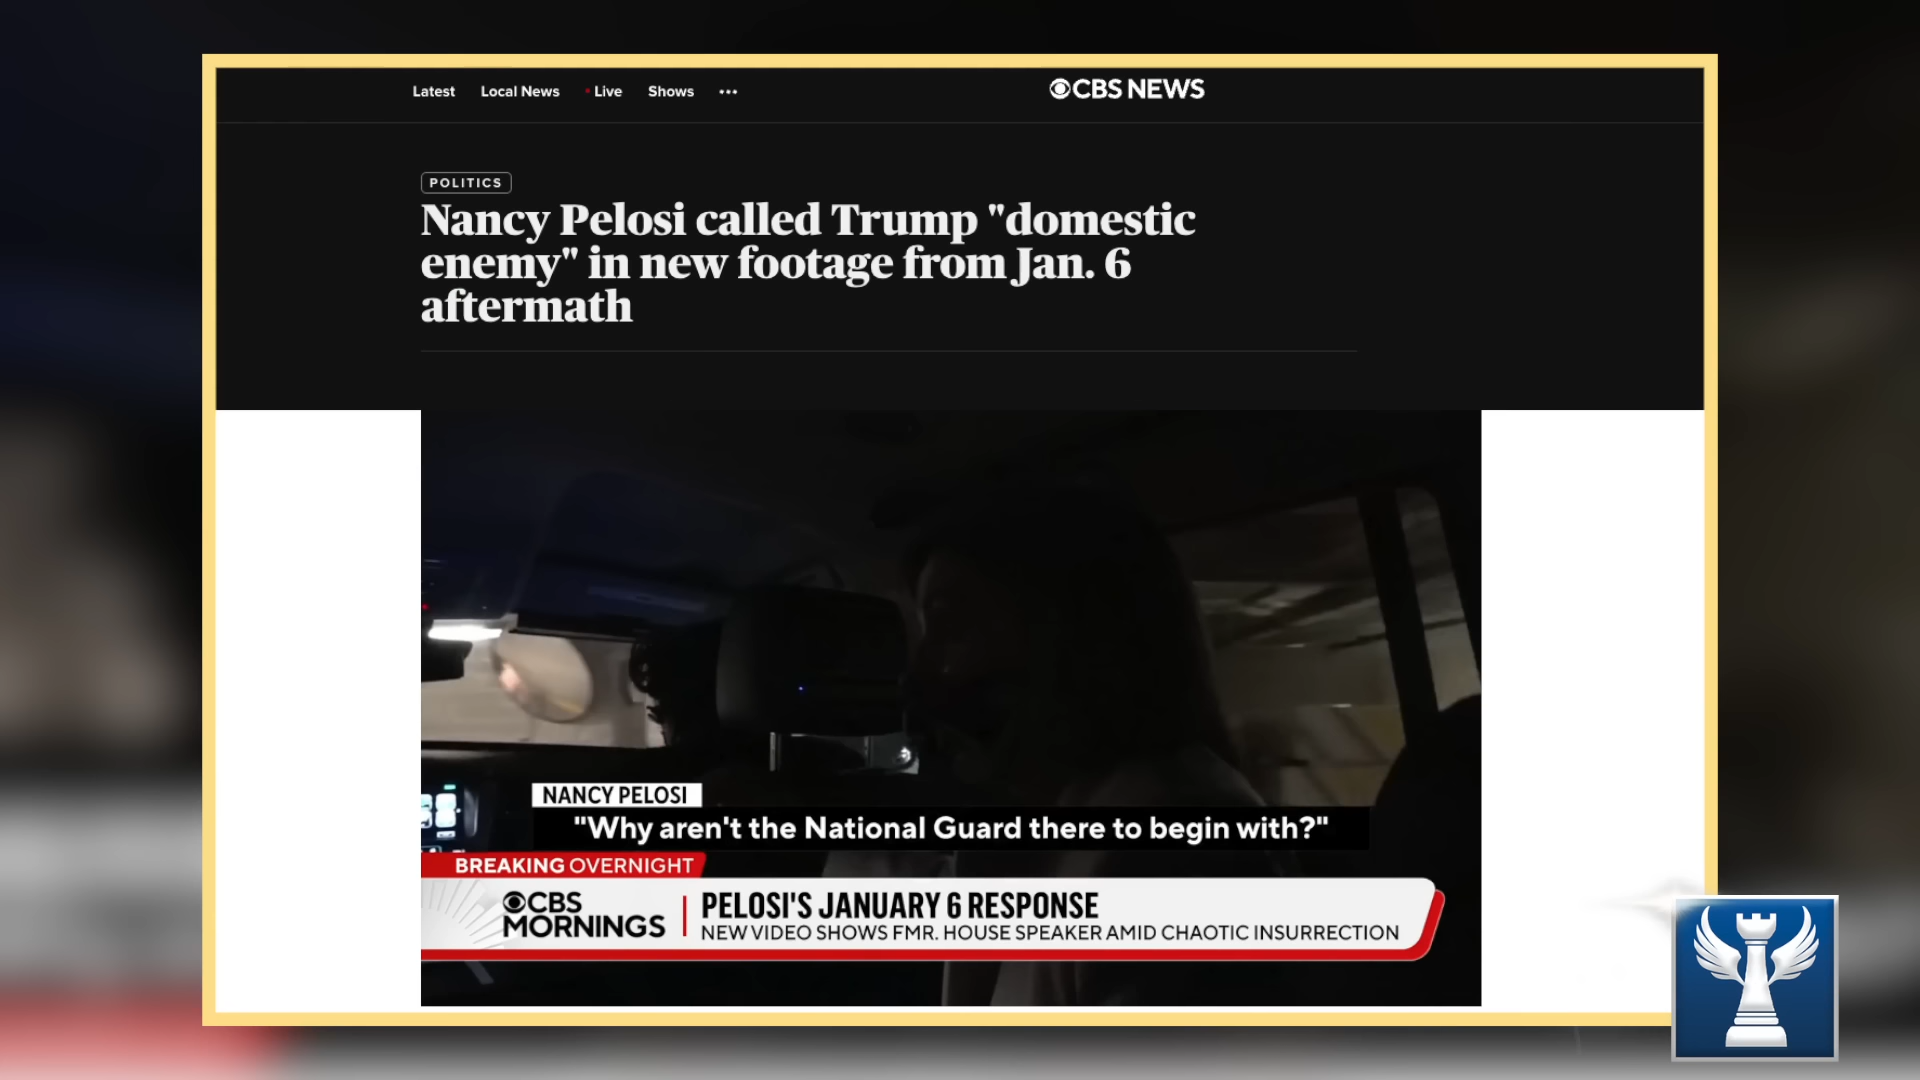 Latest Local News Live Shows ...
CBS NEWS
POLITICS
Nancy Pelosi called Trump "domestic
enemy" in new footage from Jan. 6
aftermath
NANCY PELOSI
"Why aren't the National Guard there to begin with?"
BREAKING OVERNIGHT
CBS
MORNINGS
PELOSI'S JANUARY 6 RESPONSE
NEW VIDEO SHOWS FMR. HOUSE SPEAKER AMID CHAOTIC INSURRECTION